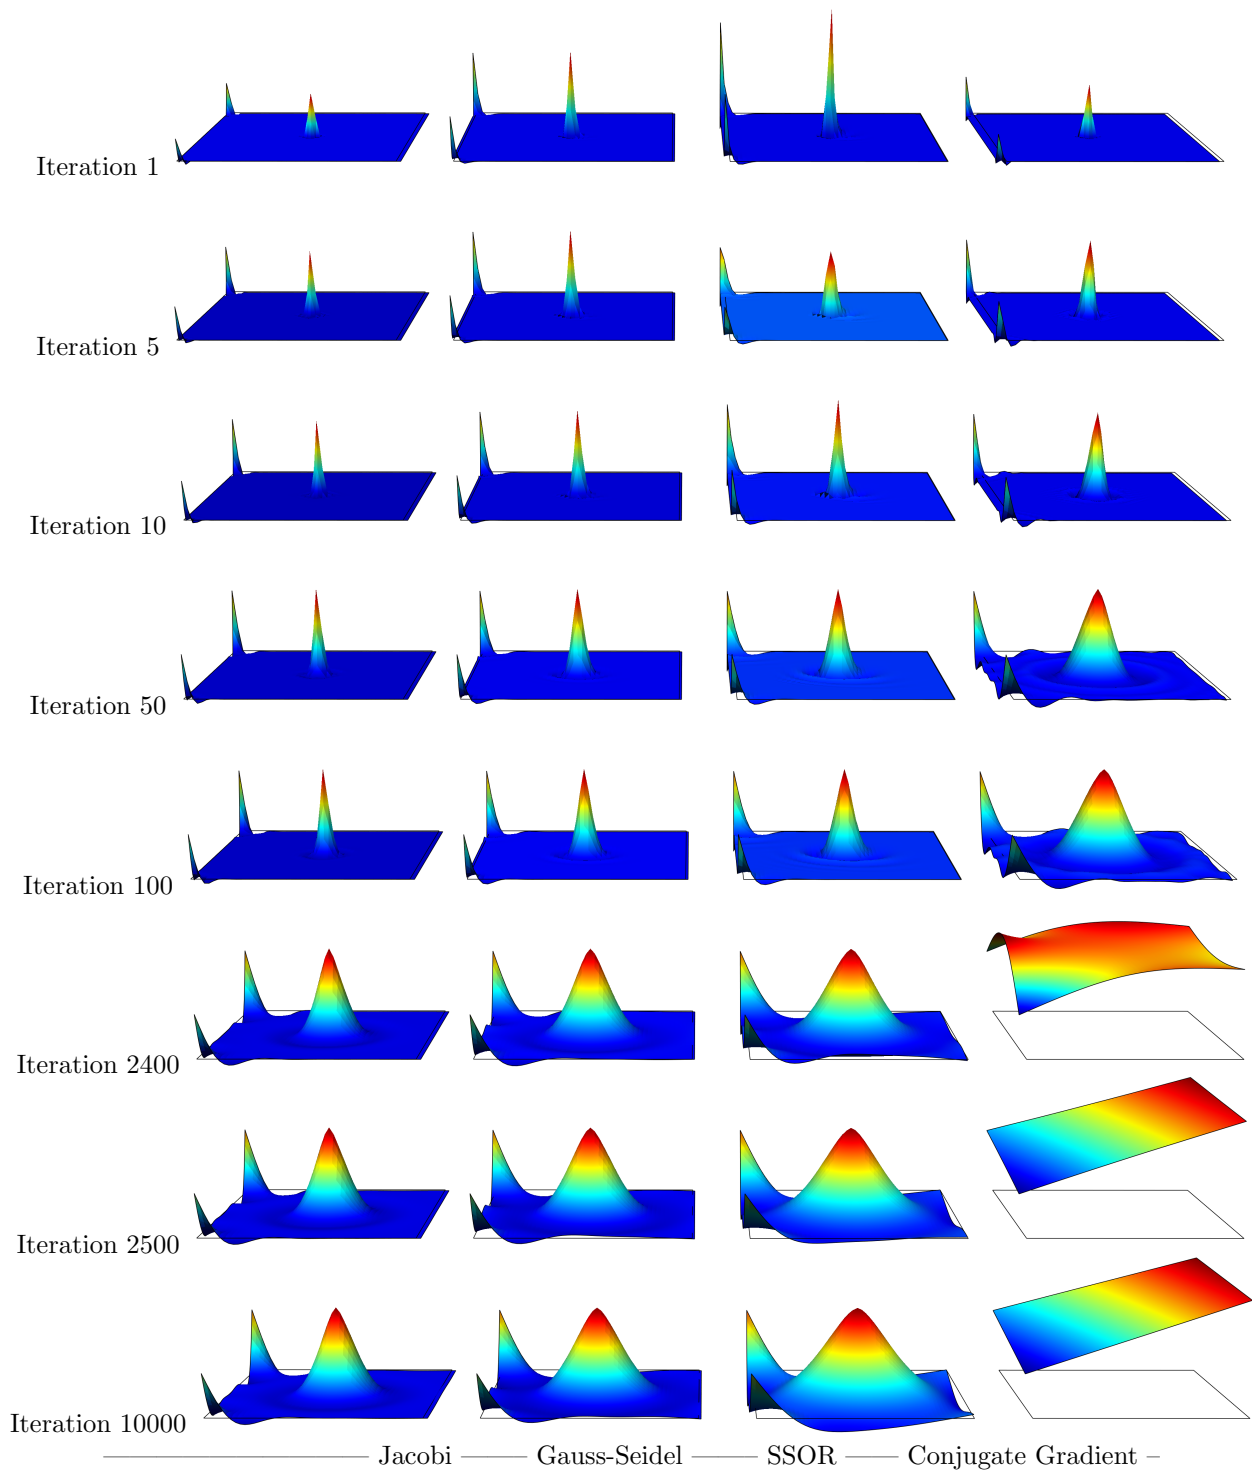 Iteration 1
Iteration 5
Iteration 10
Iteration 50
Iteration 100
Iteration 2400
Iteration 2500
Iteration 10000
Jacobi Gauss-Seidel SSOR Conjugate Gradient